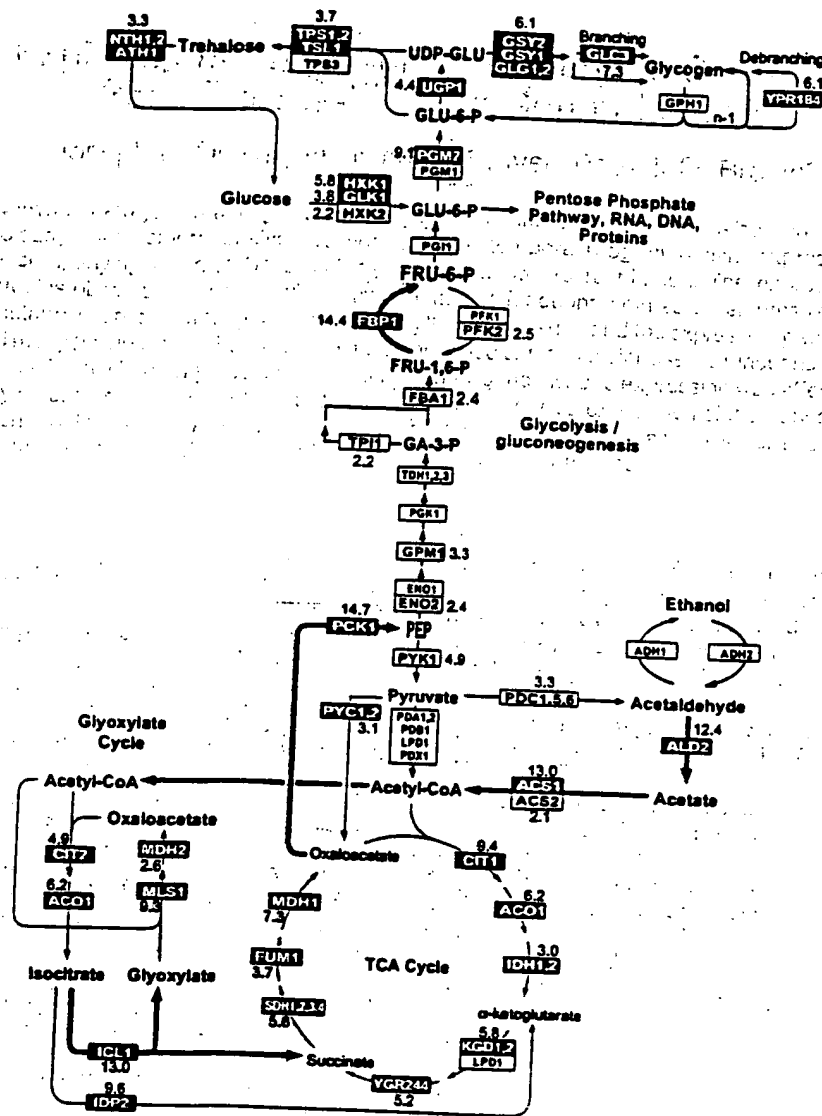 3.3
NTH1,2
ATH1
Trehalose
3.7
TPS1,2
TSL1
TPS3
UDP-GLU
6.1
GSY2
GSY1
GLG1,2
Branching
GLC3
7.3
Glycogen
Debranching
6.1
YPR184
GPH1
n-1
4.4 UGP1
GLU-6-P
9.1 PGM2
PGM1
Glucose
5.8 HXK1
3.8 GLK1
2.2 HXK2
GLU-6-P
Pentose Phosphate
Pathway, RNA, DNA,
Proteins
PGI1
FRU-6-P
14.4 FBP1
PFK1
PFK2 2.5
FRU-1,6-P
FBA1 2.4
Glycolysis /
gluconeogenesis
TPI1
2.2
GA-3-P
TDH1,2,3
PGK1
GPM1 3.3
ENO1
ENO2 2.4
14.7
PCK1
PEP
PYK1 4.9
Ethanol
ADH1
ADH2
Pyruvate
3.3
PDC1,5,6
Acetaldehyde
PYC1,2
3.1
PDA1,2
PDB1
LPD1
PDX1
12.4
ALD2
Glyoxylate
Cycle
Acetyl-CoA
Acetyl-CoA
13.0
ACS1
ACS2
2.1
Acetate
Oxaloacetate
4.9
CIT2
MDH2
2.6
6.2
ACO1
MLS1
9.3
Isocitrate
Glyoxylate
ICL1
13.0
9.6
IDP2
Oxaloacetate
9.4
CIT1
6.2
ACO1
3.0
IDH1,2
α-ketoglutarate
5.8
KGD1,2
LPD1
YGR244
5.2
Succinate
SDH1,2,3,4
5.8
FUM1
3.7
MDH1
7.3
TCA Cycle